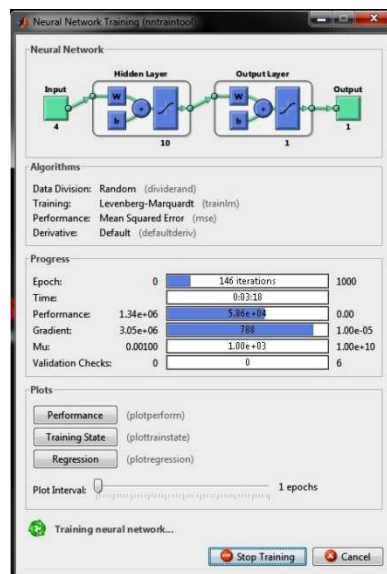 Neural Network Training (nntraintool)
Neural Network
Hidden Layer Output Layer
Input Output
W W
b b
4 10 1 1
Algorithms
Data Division: Random (dividerand)
Training: Levenberg-Marquardt (trainlm)
Performance: Mean Squared Error (mse)
Derivative: Default (defaultderiv)
Progress
Epoch: 0 146 iterations 1000
Time: 0:03:18
Performance: 1.34e+06 5.86e+04 0.00
Gradient: 3.05e+06 788 1.00e-05
Mu: 0.00100 1.00e+03 1.00e+10
Validation Checks: 0 0 6
Plots
Performance (plotperform)
Training State (plottrainstate)
Regression (plotregression)
Plot Interval: 1 epochs
Training neural network...
Stop Training Cancel